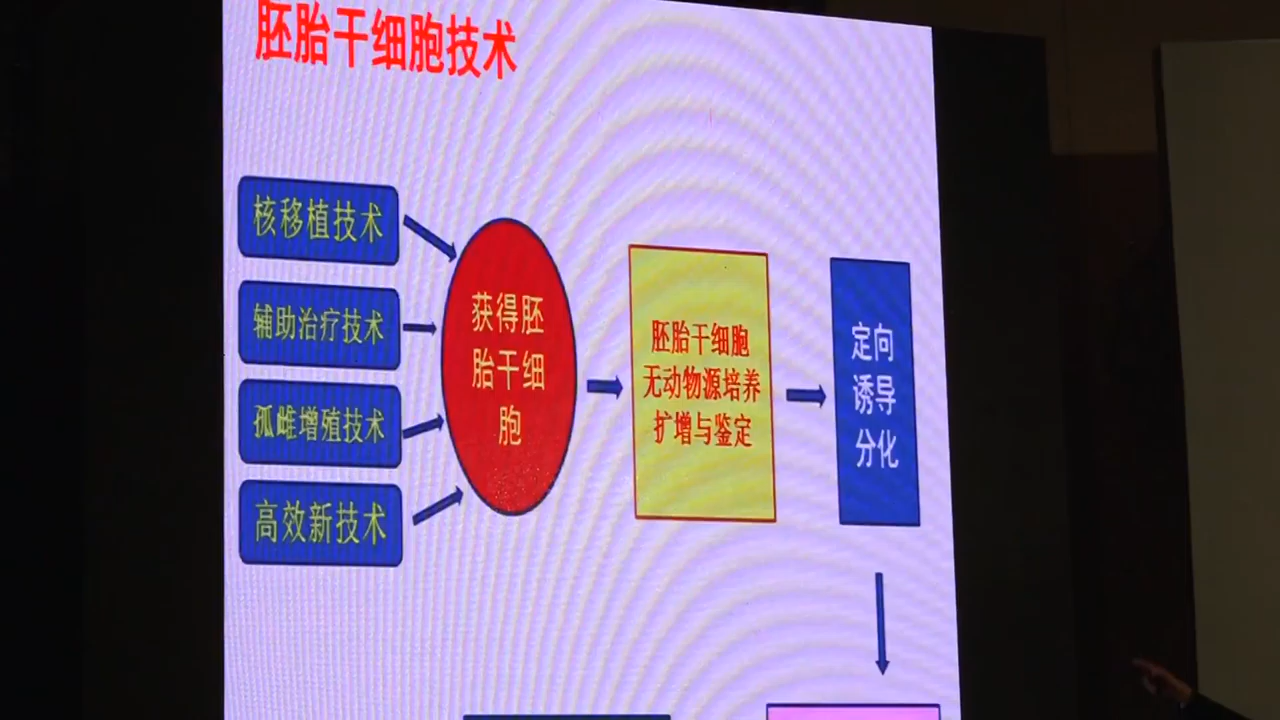 胚胎干细胞技术
核移植技术
辅助治疗技术
孤雌增殖技术
高效新技术
获得胚
胎干细
胞
胚胎干细胞
无动物源培养
扩增与鉴定
定向
诱导
分化